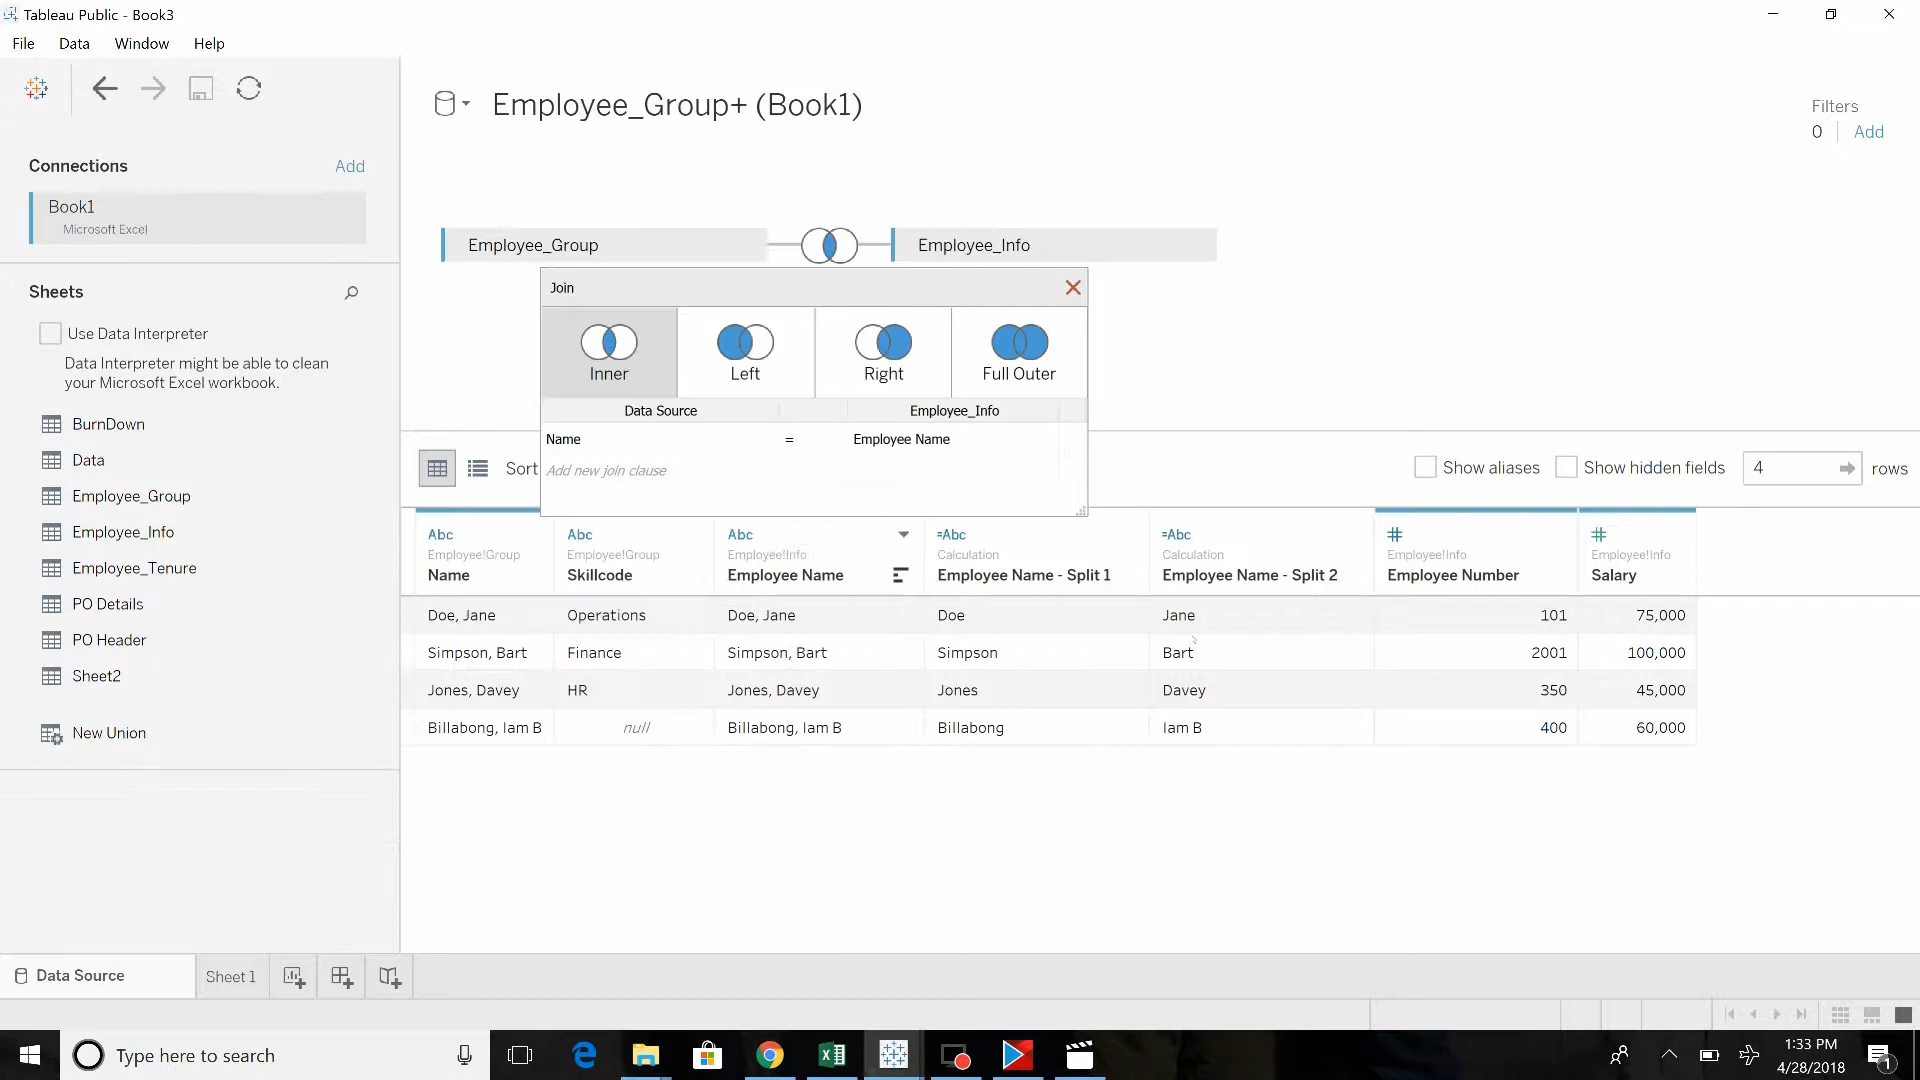 Tableau Public - Book3
File Data Window Help
Connections Add
Book1
Microsoft Excel
Sheets
Use Data Interpreter
Data Interpreter might be able to clean
your Microsoft Excel workbook.
BurnDown
Data
Employee_Group
Employee_Info
Employee_Tenure
PO Details
PO Header
Sheet2
New Union
Employee_Group+ (Book1)
Filters
0 Add
Employee_Group Employee_Info
Join
Inner Left Right Full Outer
Data Source Employee_Info
Name = Employee Name
Add new join clause
Sort Show aliases Show hidden fields 4 rows
Abc Abc Abc =Abc =Abc # #
Employee!Group Employee!Group Employee!Info Calculation Calculation Employee!Info Employee!Info
Name Skillcode Employee Name Employee Name - Split 1 Employee Name - Split 2 Employee Number Salary
Doe, Jane Operations Doe, Jane Doe Jane 101 75,000
Simpson, Bart Finance Simpson, Bart Simpson Bart 2001 100,000
Jones, Davey HR Jones, Davey Jones Davey 350 45,000
Billabong, Iam B null Billabong, Iam B Billabong Iam B 400 60,000
Data Source Sheet 1
Type here to search
1:33 PM
4/28/2018
1